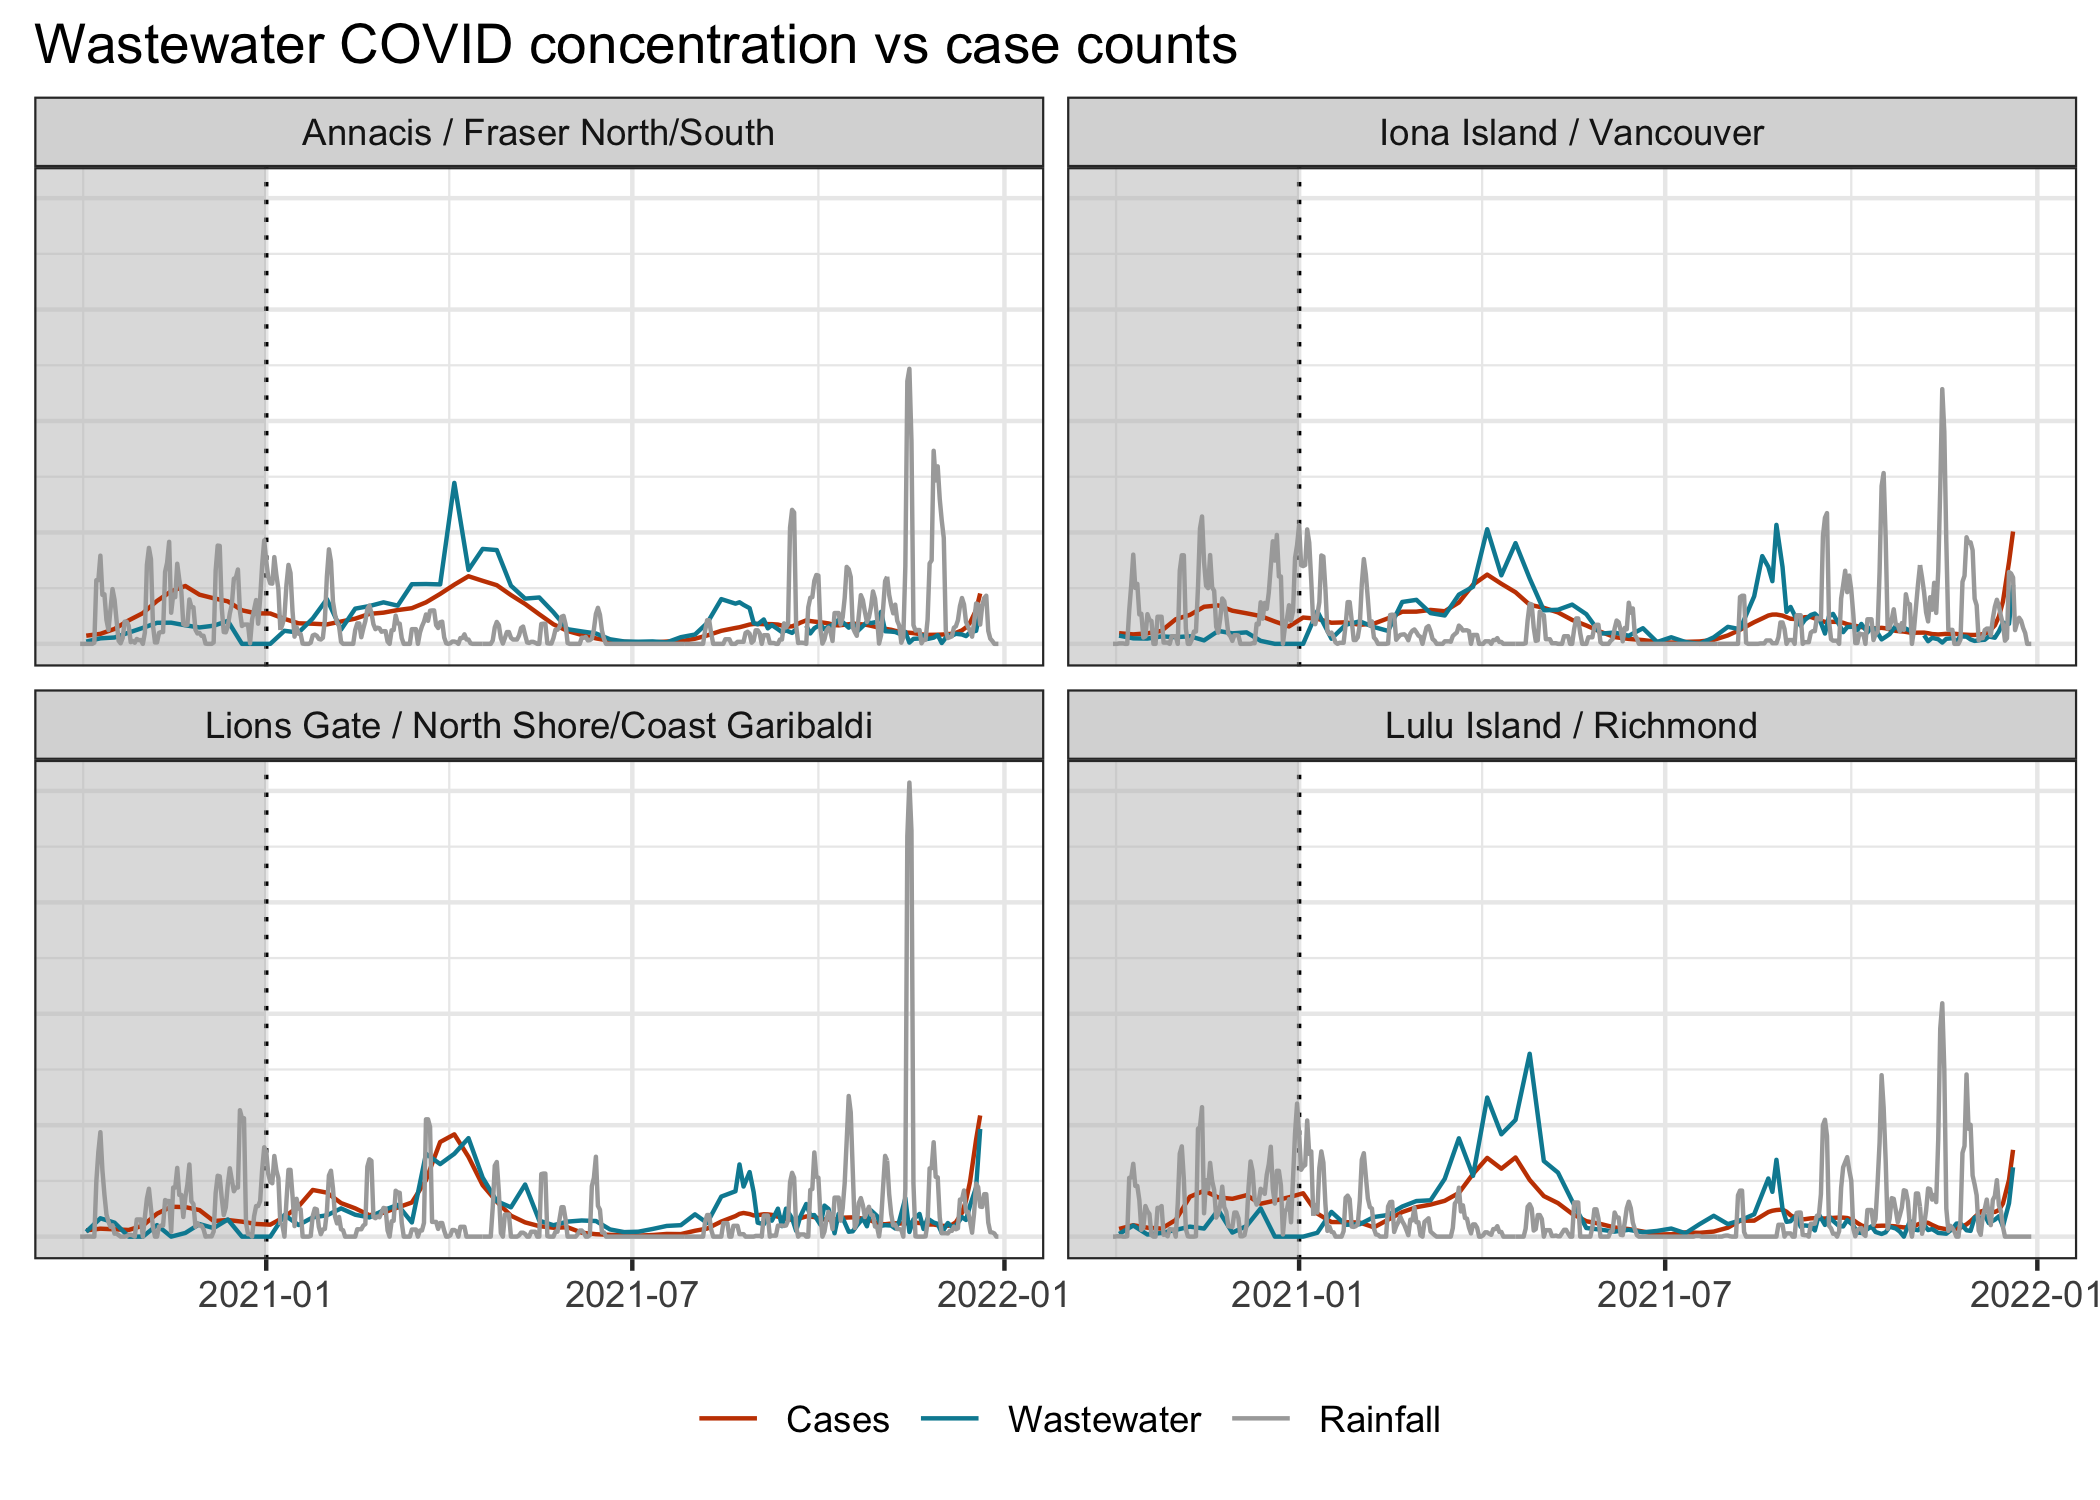 Wastewater COVID concentration vs case counts
Annacis / Fraser North/South
Iona Island / Vancouver
Lions Gate / North Shore/Coast Garibaldi
Lulu Island / Richmond
2021-01 2021-07 2022-01 2021-01 2021-07 2022-01
Cases Wastewater Rainfall